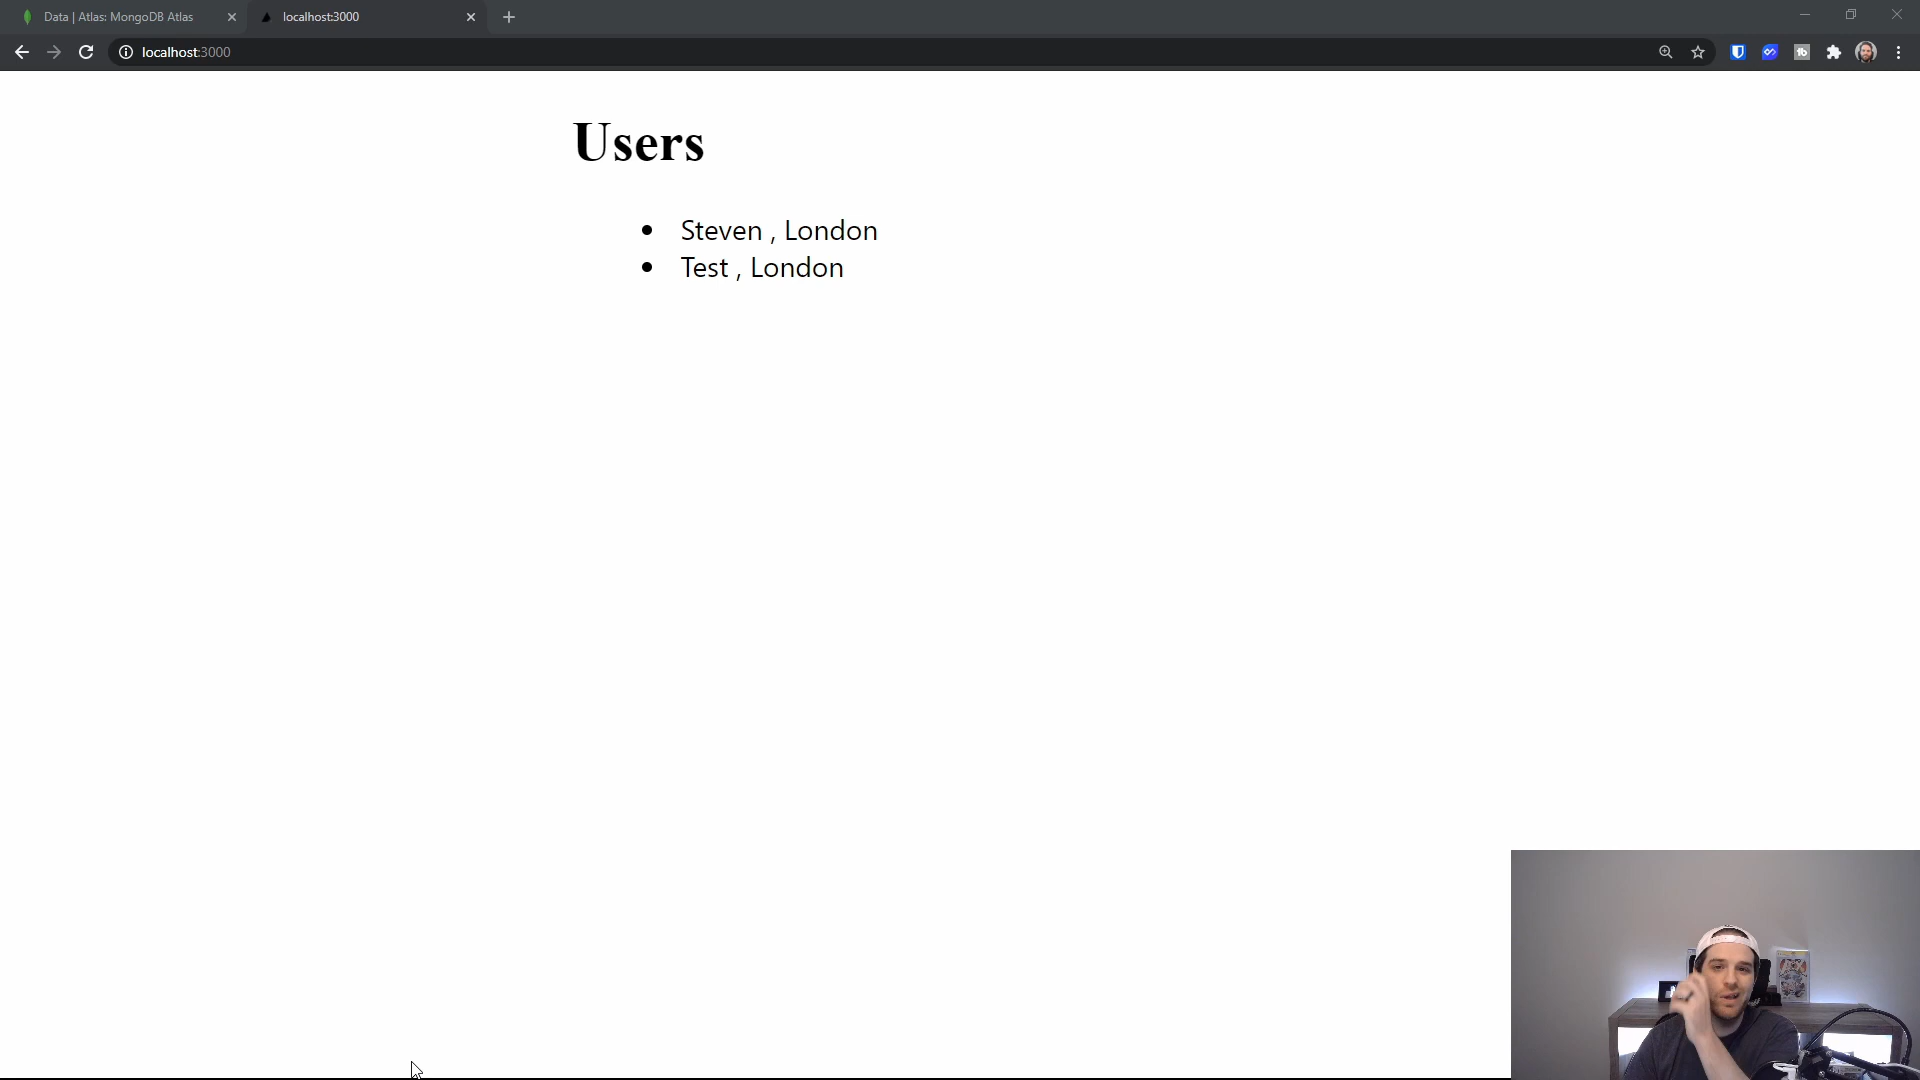 Data | Atlas: MongoDB Atlas
localhost:3000
localhost:3000
Users
Steven , London
Test , London